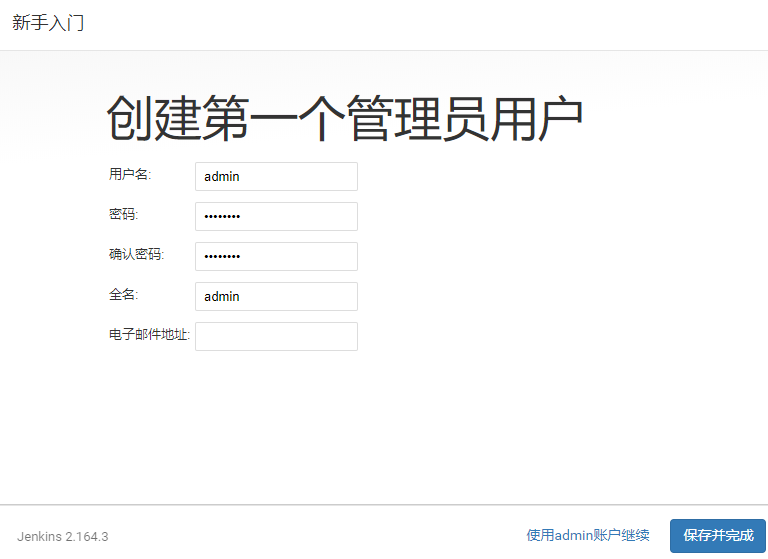 新手入门
创建第一个管理员用户
用户名: admin
密码: ••••••••
确认密码: ••••••••
全名: admin
电子邮件地址:
Jenkins 2.164.3 使用admin账户继续 保存并完成